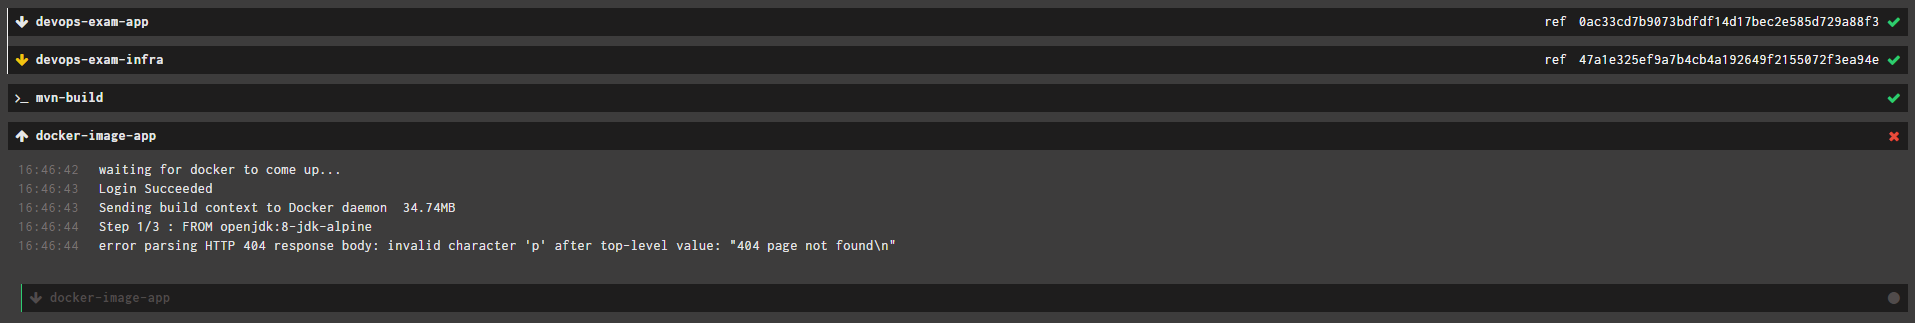 devops-exam-app ref 0ac33cd7b9073bdfdf14d17bec2e585d729a88f3
devops-exam-infra ref 47a1e325ef9a7b4cb4a192649f2155072f3ea94e
>_ mvn-build
docker-image-app
16:46:42 waiting for docker to come up...
16:46:43 Login Succeeded
16:46:43 Sending build context to Docker daemon 34.74MB
16:46:44 Step 1/3 : FROM openjdk:8-jdk-alpine
16:46:44 error parsing HTTP 404 response body: invalid character 'p' after top-level value: "404 page not found\n"
docker-image-app